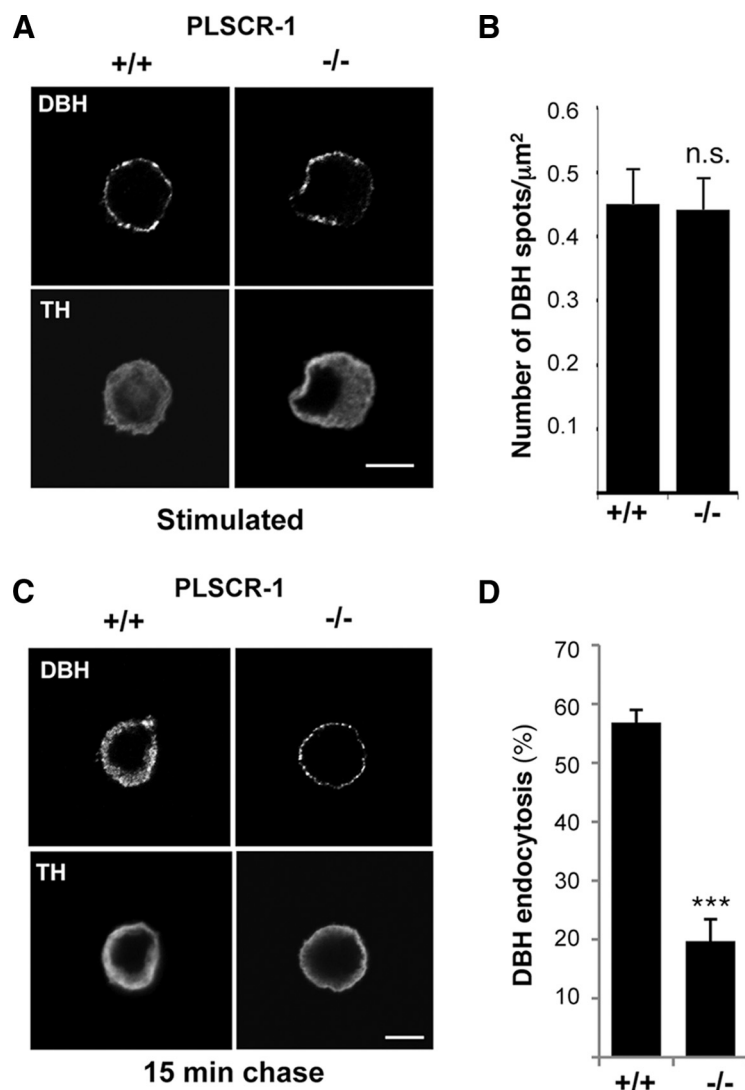 A
PLSCR-1
+/+ -/-
DBH
TH
Stimulated
B
Number of DBH spots/μm²
0.6
0.5
0.4
0.3
0.2
0.1
n.s.
+/+ -/-
C
PLSCR-1
+/+ -/-
DBH
TH
15 min chase
D
DBH endocytosis (%)
70
60
50
40
30
20
10
***
+/+ -/-